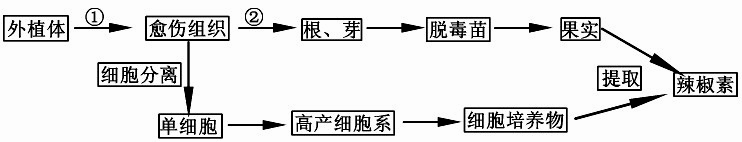 外植体 ① 愈伤组织 ② 根、芽 脱毒苗 果实
细胞分离 提取 辣椒素
单细胞 高产细胞系 细胞培养物